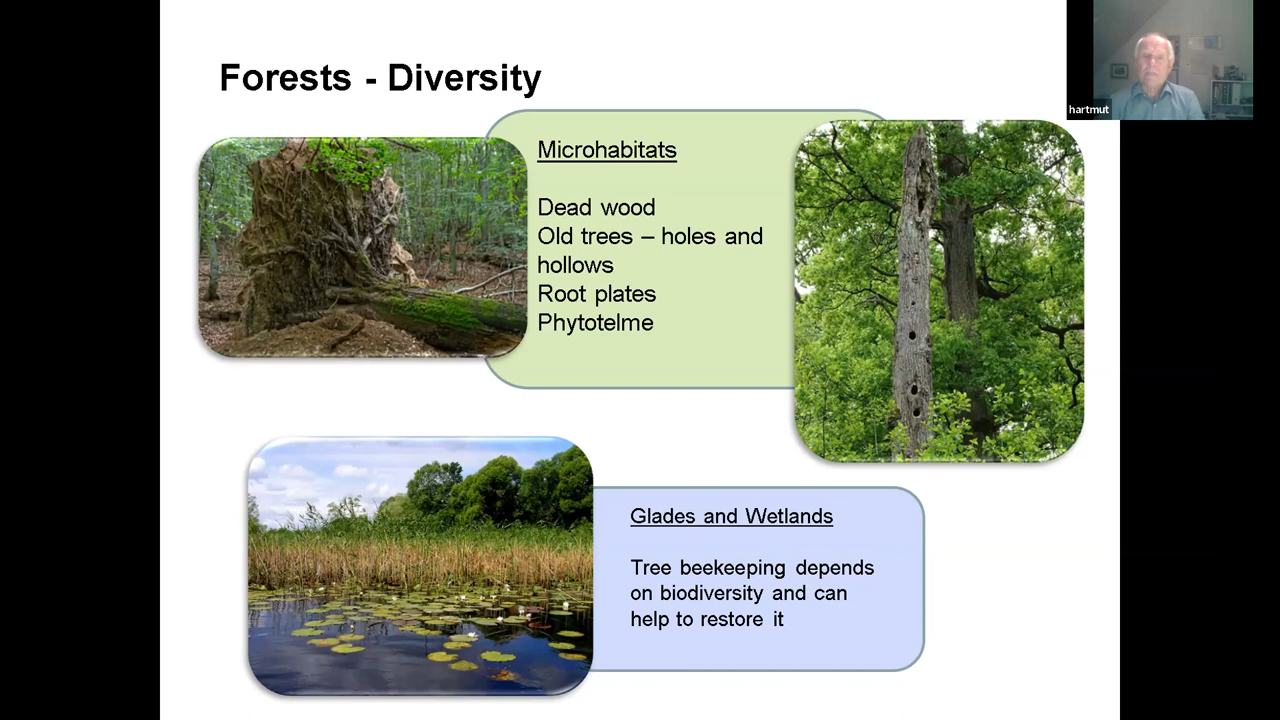 Forests - Diversity
hartmut
Microhabitats
Dead wood
Old trees – holes and
hollows
Root plates
Phytotelme
Glades and Wetlands
Tree beekeeping depends
on biodiversity and can
help to restore it